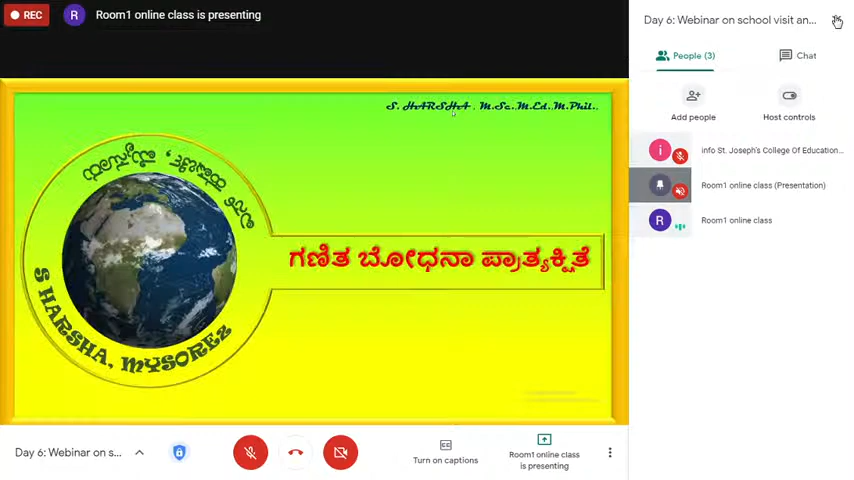 REC
R Room1 online class is presenting
Day 6: Webinar on school visit an...
People (3)
Chat
Add people
Host controls
i info St. Joseph's College Of Education...
Room1 online class (Presentation)
R Room1 online class
S. HARSHA . M.Sc.,M.Ed.,M.Phil.,
ಮೈಸೂರು
S HARSHA, MYSORE
ಗಣಿತ ಬೋಧನಾ ಪ್ರಾತ್ಯಕ್ಷಿತೆ
Day 6: Webinar on s...
Turn on captions
Room1 online class
is presenting